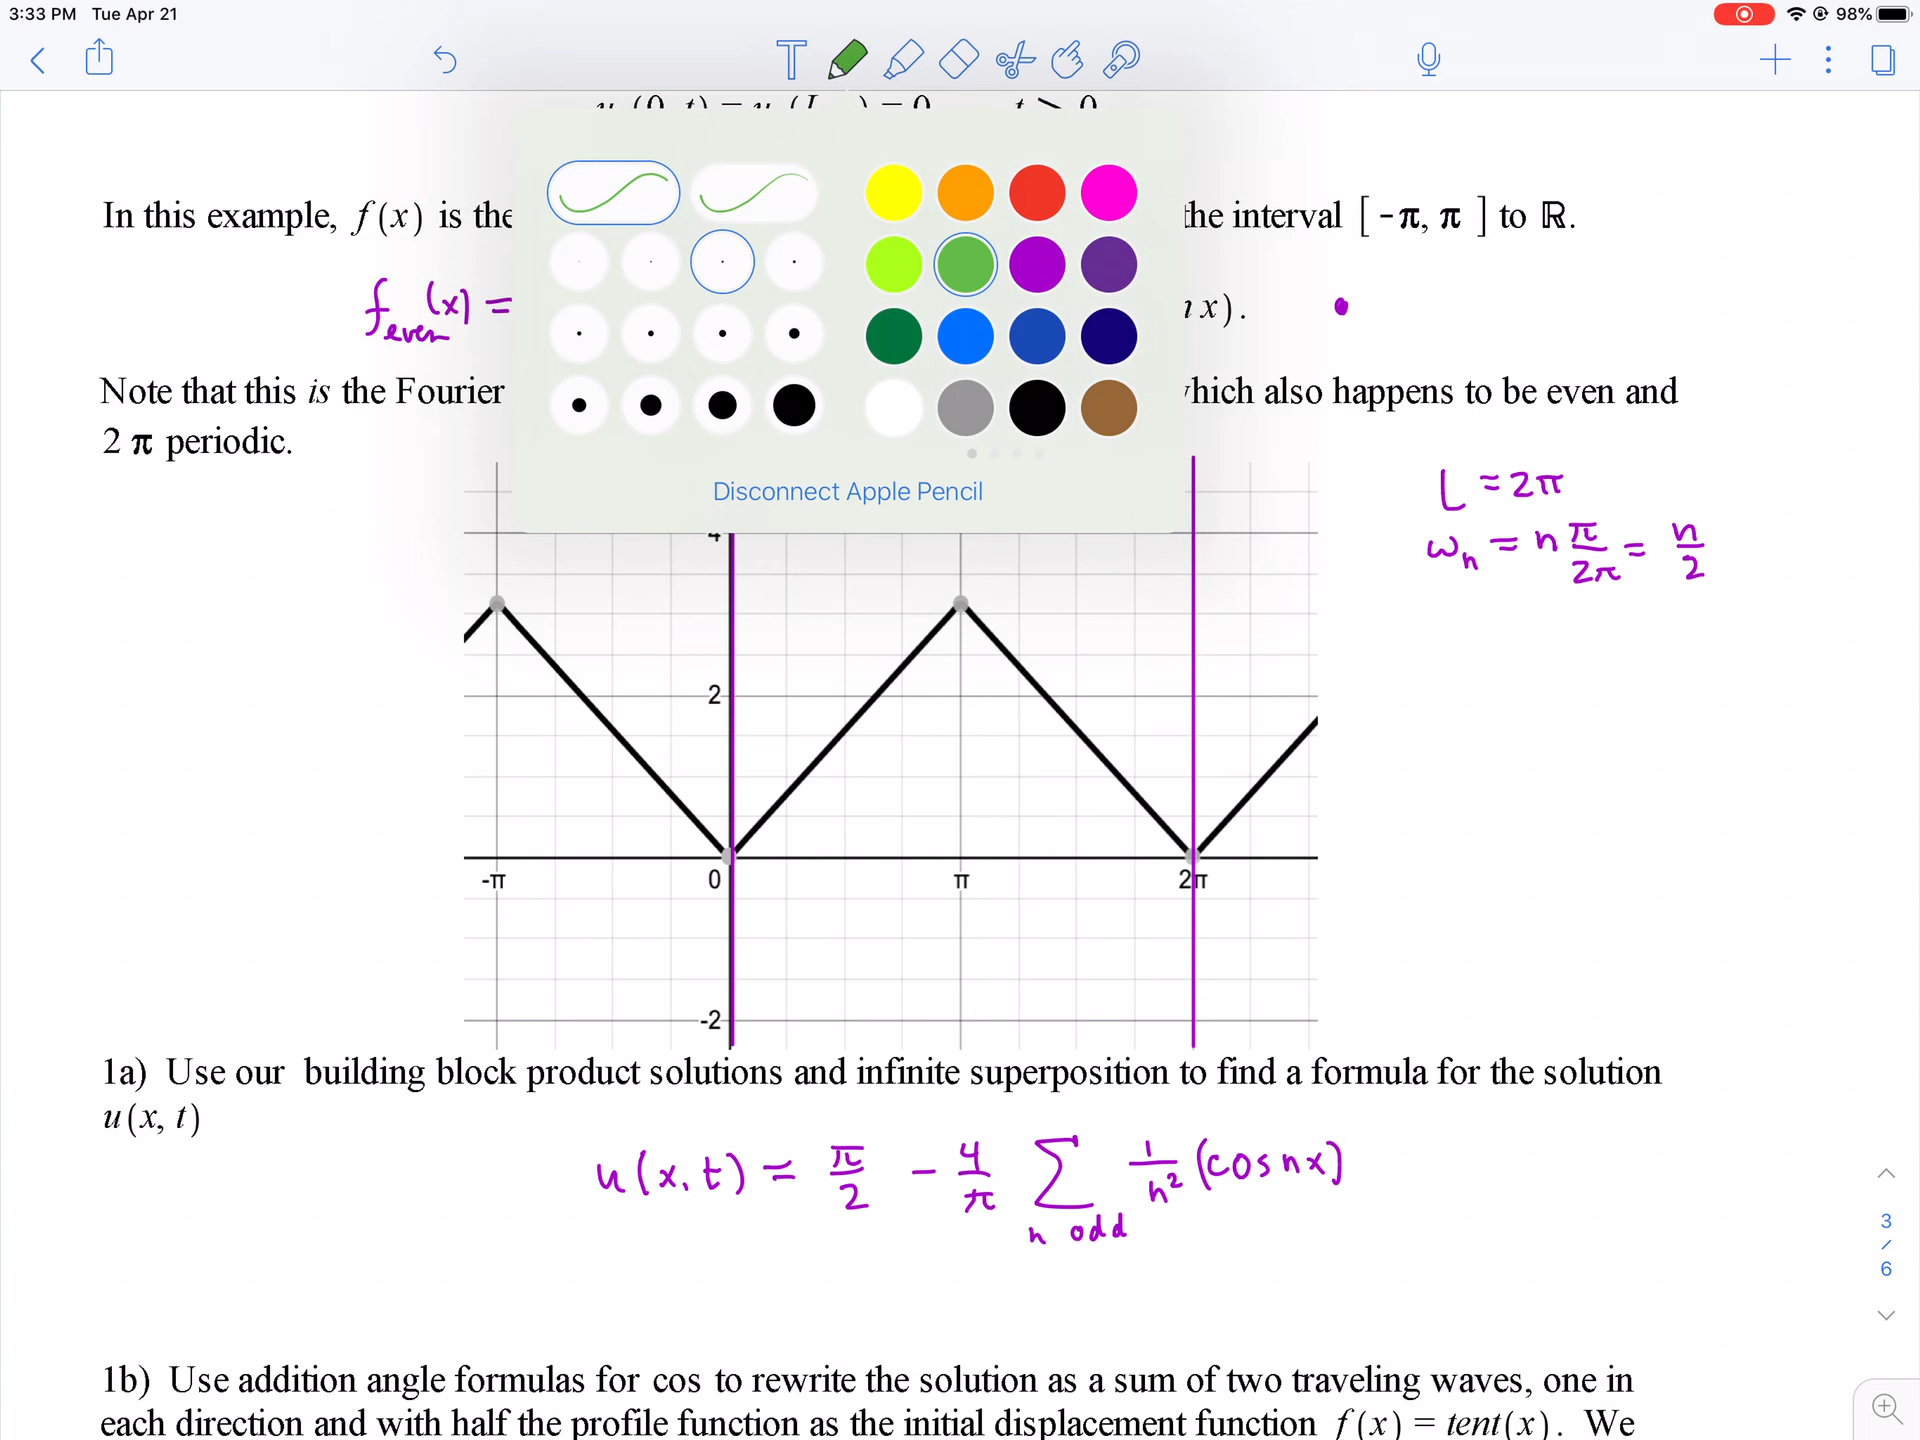 3:33 PM Tue Apr 21 98%
T
In this example, f(x) is the the interval [ -π, π ] to ℝ.
f_even (x) = x).
Note that this is the Fourier which also happens to be even and
2 π periodic.
Disconnect Apple Pencil
L = 2π
ω_n = n π/2π = n/2
4
2
-π 0 π 2π
-2
1a) Use our building block product solutions and infinite superposition to find a formula for the solution
u(x, t)
u(x,t) = π/2 - 4/π Σ 1/n² (cos nx)
n odd
3
/
6
1b) Use addition angle formulas for cos to rewrite the solution as a sum of two traveling waves, one in
each direction and with half the profile function as the initial displacement function f(x) = tent(x). We